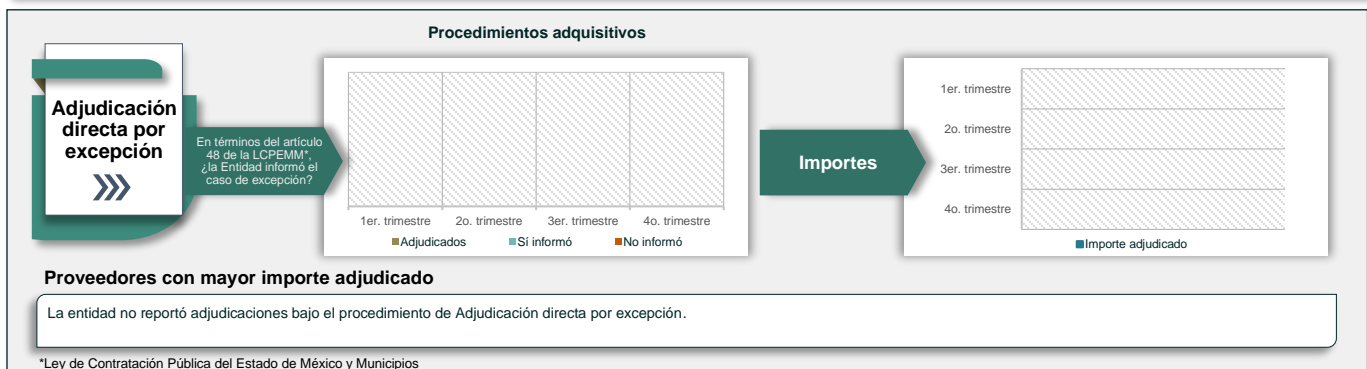 Procedimientos adquisitivos
Adjudicación
directa por
excepción
En términos del artículo
48 de la LCPEMM*,
¿la Entidad informó el
caso de excepción?
1er. trimestre
2o. trimestre
3er. trimestre
4o. trimestre
Adjudicados
Sí informó
No informó
Importes
1er. trimestre
2o. trimestre
3er. trimestre
4o. trimestre
Importe adjudicado
Proveedores con mayor importe adjudicado
La entidad no reportó adjudicaciones bajo el procedimiento de Adjudicación directa por excepción.
*Ley de Contratación Pública del Estado de México y Municipios